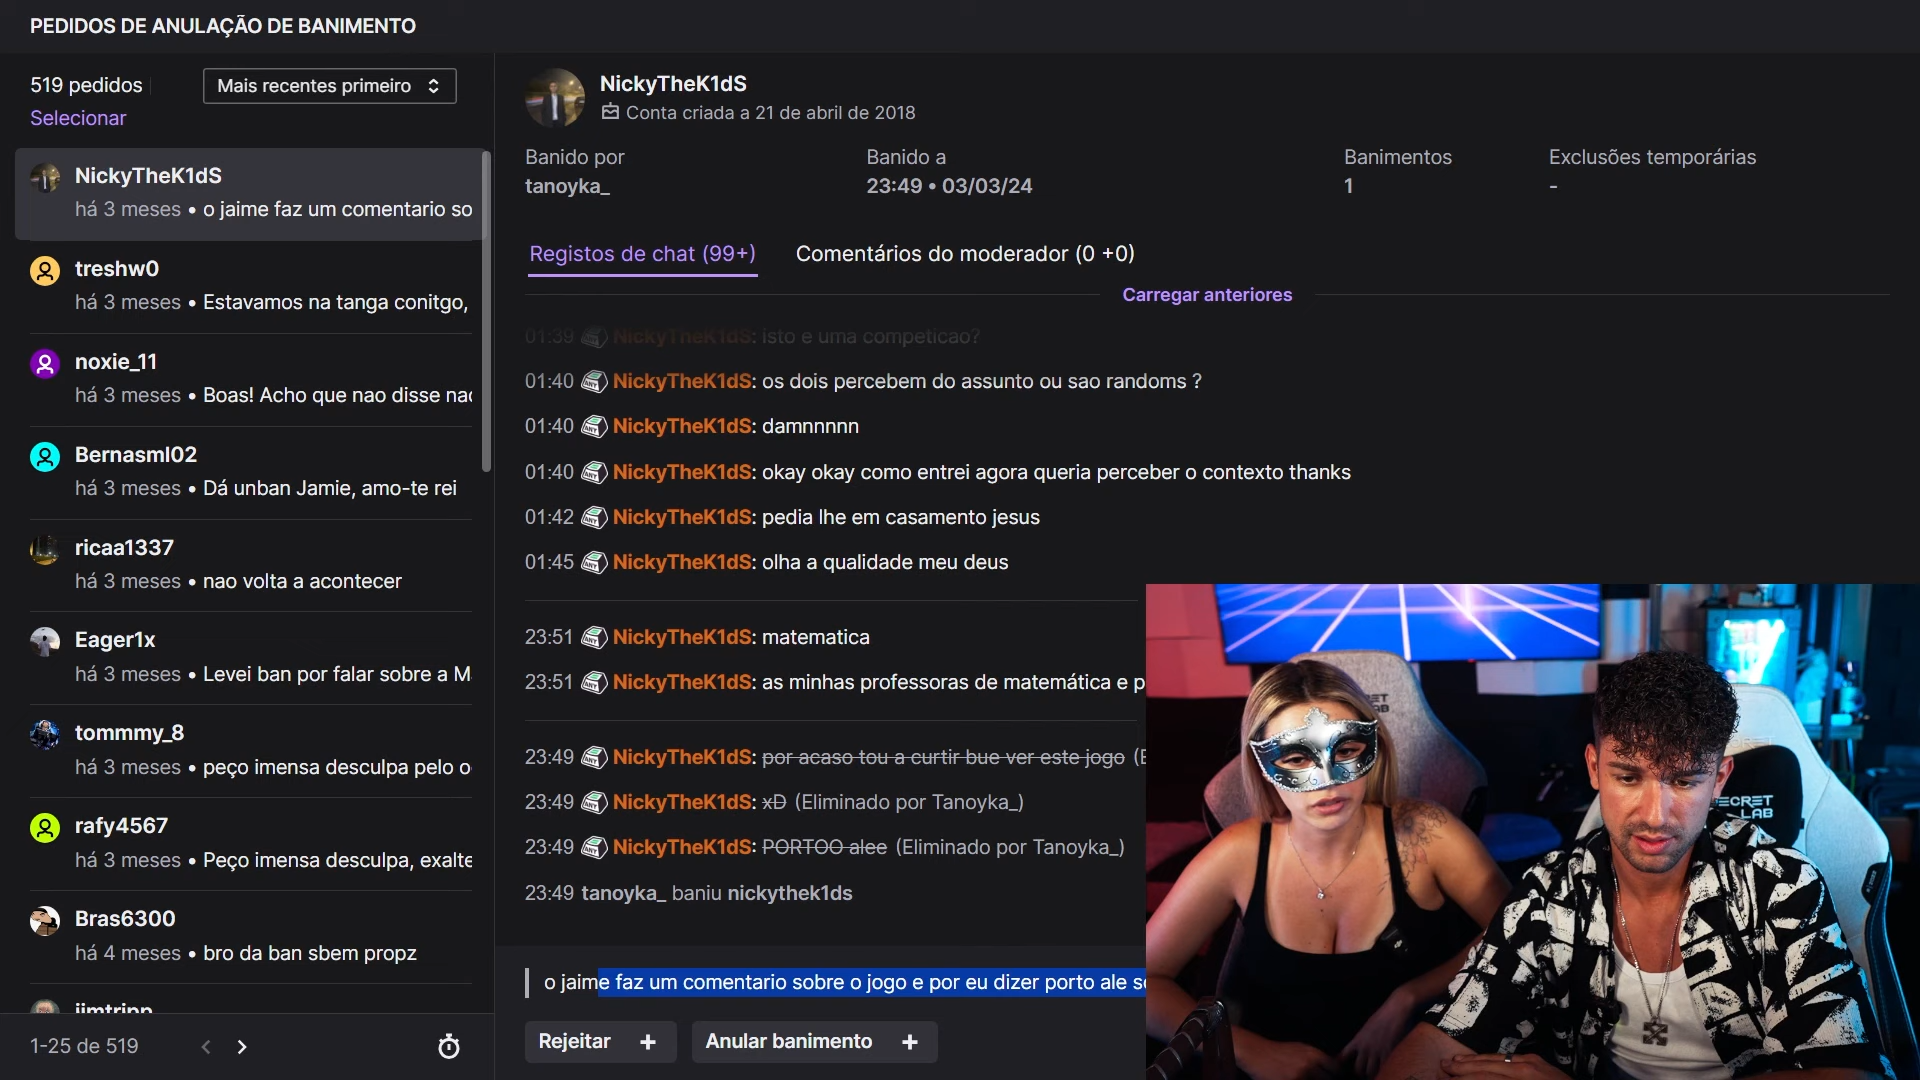 PEDIDOS DE ANULAÇÃO DE BANIMENTO
519 pedidos
Mais recentes primeiro
Selecionar
NickyTheK1dS
há 3 meses • o jaime faz um comentario so
treshw0
há 3 meses • Estavamos na tanga conitgo,
noxie_11
há 3 meses • Boas! Acho que nao disse
Bernasml02
há 3 meses • Dá unban Jamie, amo-te rei
ricaa1337
há 3 meses • nao volta a acontecer
Eager1x
há 3 meses • Levei ban por falar sobre a M
tommmy_8
há 3 meses • peço imensa desculpa pelo o
rafy4567
há 3 meses • Peço imensa desculpa, exalte
Bras6300
há 4 meses • bro da ban sbem propz
1-25 de 519
NickyTheK1dS
Conta criada a 21 de abril de 2018
Banido por
tanoyka_
Banido a
23:49 • 03/03/24
Banimentos
1
Exclusões temporárias
-
Registos de chat (99+)
Comentários do moderador (0 +0)
Carregar anteriores
01:39 NickyTheK1dS: isto e uma competicao?
01:40 NickyTheK1dS: os dois percebem do assunto ou sao randoms ?
01:40 NickyTheK1dS: damnnnnn
01:40 NickyTheK1dS: okay okay como entrei agora queria perceber o contexto thanks
01:42 NickyTheK1dS: pedia lhe em casamento jesus
01:45 NickyTheK1dS: olha a qualidade meu deus
23:51 NickyTheK1dS: matematica
23:51 NickyTheK1dS: as minhas professoras de matemática e p
23:49 NickyTheK1dS: por acaso tou a curtir bue ver este jogo (E
23:49 NickyTheK1dS: xD (Eliminado por Tanoyka_)
23:49 NickyTheK1dS: PORTOO alee (Eliminado por Tanoyka_)
23:49 tanoyka_ baniu nickythek1ds
o jaime faz um comentario sobre o jogo e por eu dizer porto ale s
Rejeitar +
Anular banimento +
SECRET
LAB